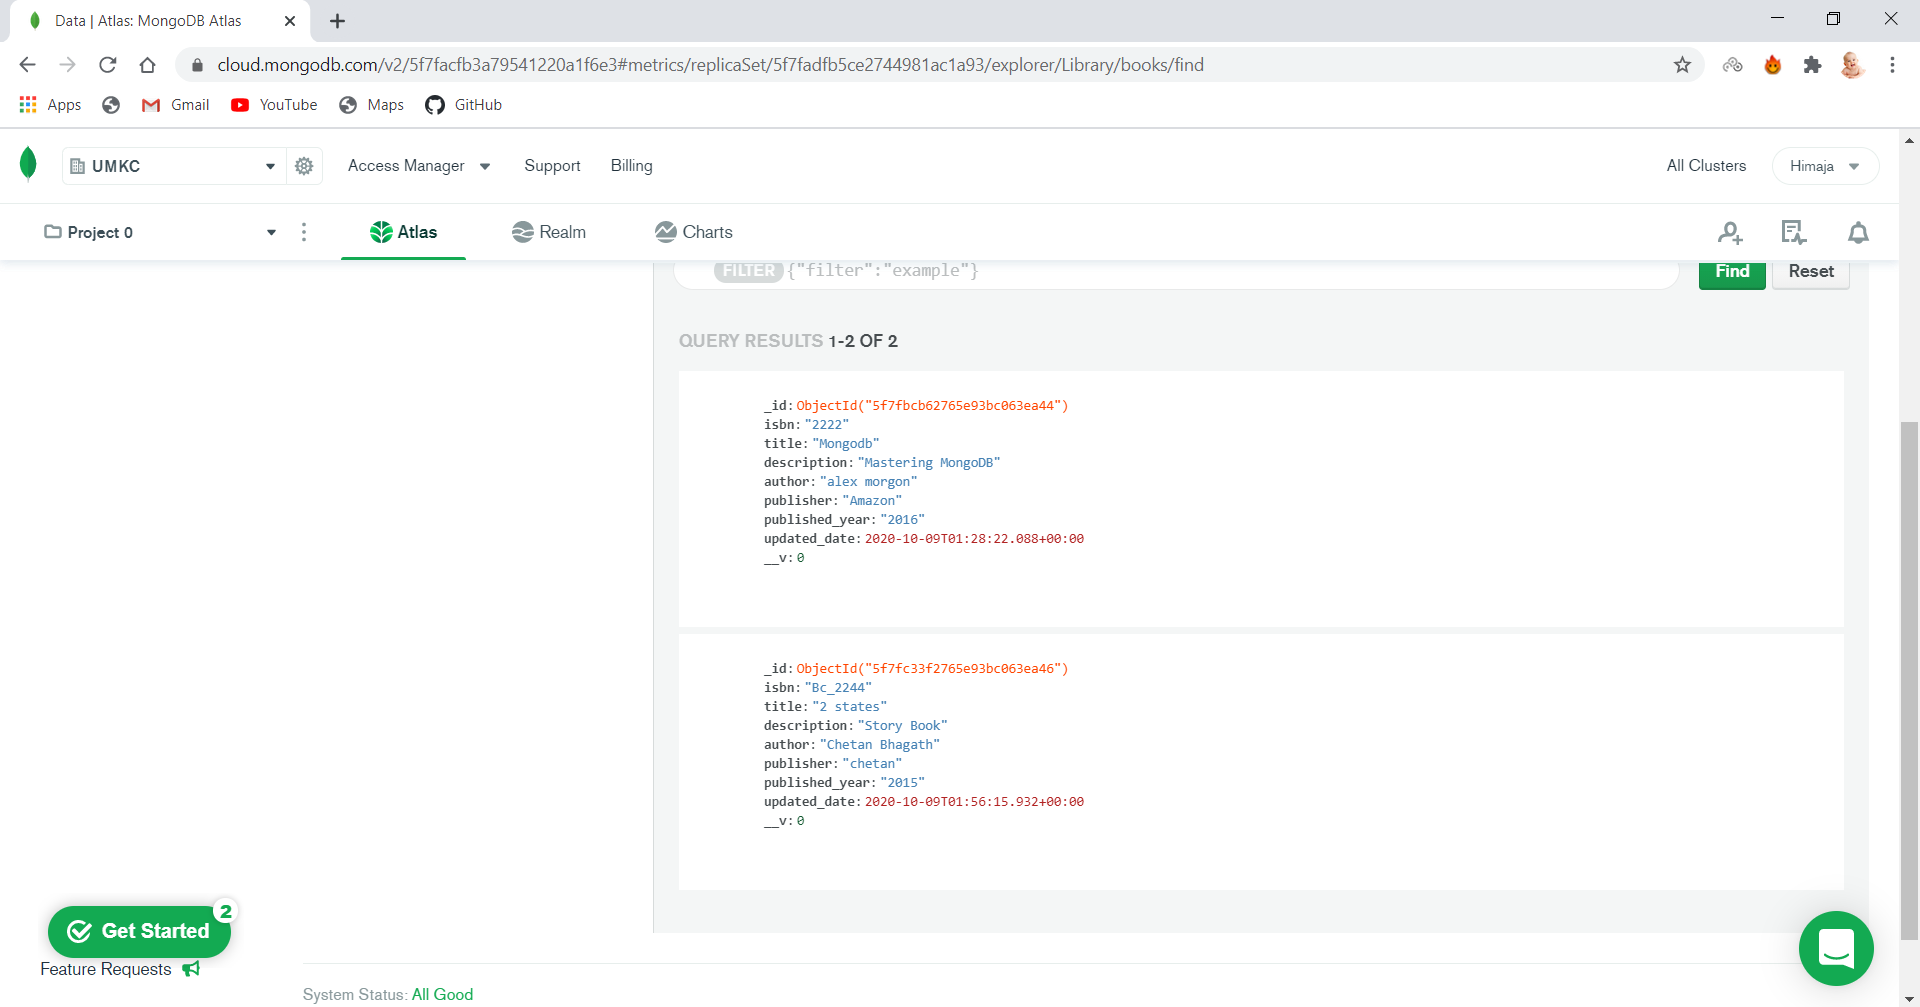 Data | Atlas: MongoDB Atlas
cloud.mongodb.com/v2/5f7facfb3a79541220a1f6e3#metrics/replicaSet/5f7fadfb5ce2744981ac1a93/explorer/Library/books/find
Apps Gmail YouTube Maps GitHub
UMKC Access Manager Support Billing All Clusters Himaja
Project 0 Atlas Realm Charts
FILTER {"filter":"example"} Find Reset
QUERY RESULTS 1-2 OF 2
_id: ObjectId("5f7fbcb62765e93bc063ea44")
isbn: "2222"
title: "Mongodb"
description: "Mastering MongoDB"
author: "alex morgon"
publisher: "Amazon"
published_year: "2016"
updated_date: 2020-10-09T01:28:22.088+00:00
__v: 0
_id: ObjectId("5f7fc33f2765e93bc063ea46")
isbn: "Bc_2244"
title: "2 states"
description: "Story Book"
author: "Chetan Bhagath"
publisher: "chetan"
published_year: "2015"
updated_date: 2020-10-09T01:56:15.932+00:00
__v: 0
Get Started 2
Feature Requests
System Status: All Good